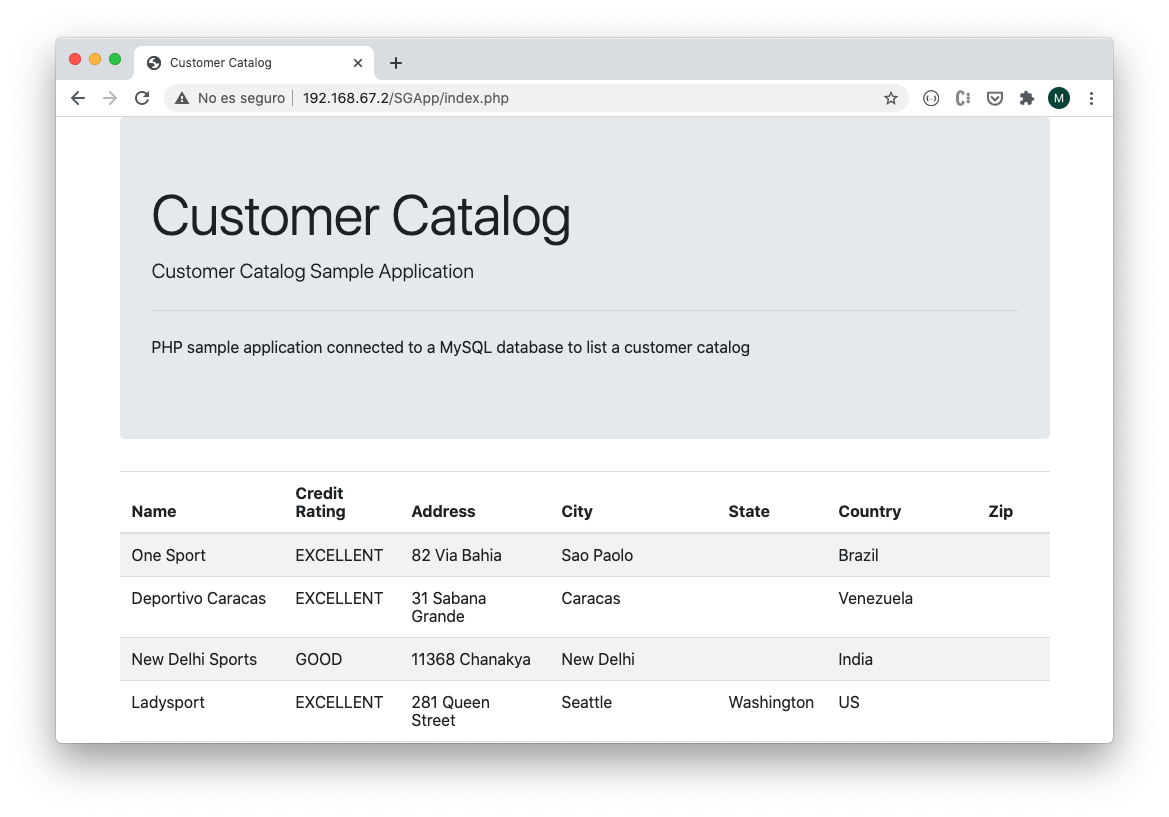 Customer Catalog
No es seguro 192.168.67.2/SGApp/index.php M
Customer Catalog
Customer Catalog Sample Application
PHP sample application connected to a MySQL database to list a customer catalog
Name Credit Rating Address City State Country Zip
One Sport EXCELLENT 82 Via Bahia Sao Paolo Brazil
Deportivo Caracas EXCELLENT 31 Sabana Grande Caracas Venezuela
New Delhi Sports GOOD 11368 Chanakya New Delhi India
Ladysport EXCELLENT 281 Queen Street Seattle Washington US